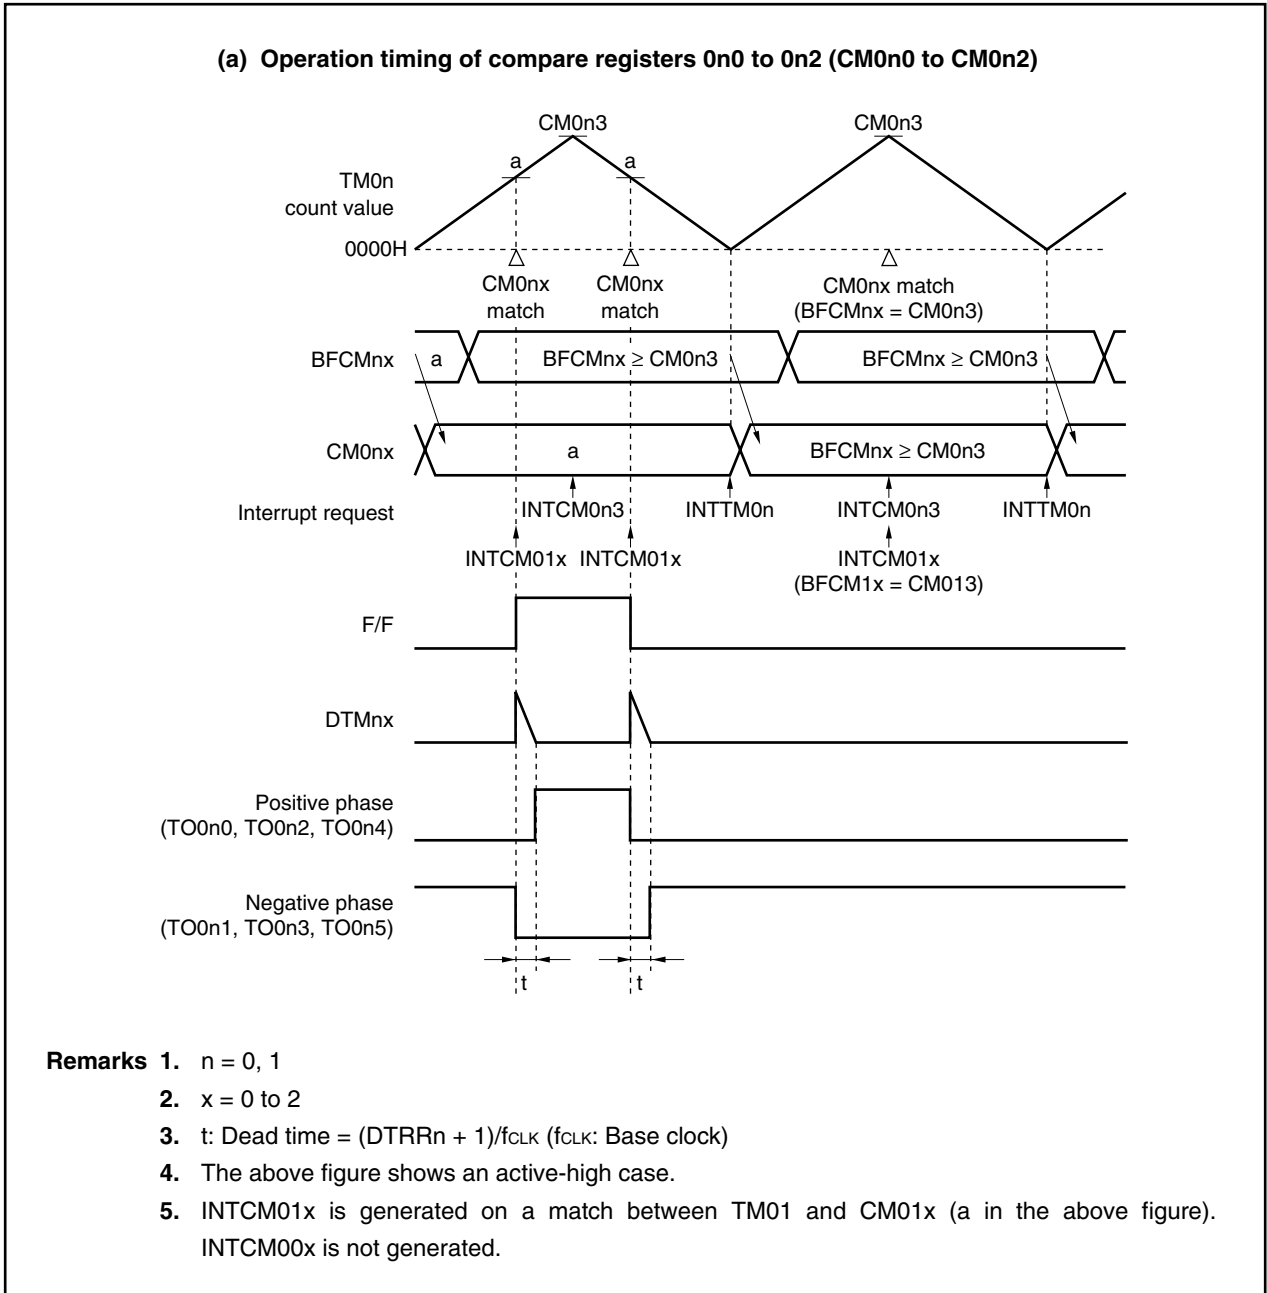 (a) Operation timing of compare registers 0n0 to 0n2 (CM0n0 to CM0n2)
CM0n3 CM0n3
a a
TM0n
count value
0000H
CM0nx
match
CM0nx
match
CM0nx match
(BFCMnx = CM0n3)
BFCMnx a BFCMnx ≥ CM0n3 BFCMnx ≥ CM0n3
CM0nx a BFCMnx ≥ CM0n3
Interrupt request INTCM0n3 INTTM0n INTCM0n3 INTTM0n
INTCM01x INTCM01x INTCM01x
(BFCM1x = CM013)
F/F
DTMnx
Positive phase
(TO0n0, TO0n2, TO0n4)
Negative phase
(TO0n1, TO0n3, TO0n5)
t t
Remarks 1. n = 0, 1
2. x = 0 to 2
3. t: Dead time = (DTRRn + 1)/fCLK (fCLK: Base clock)
4. The above figure shows an active-high case.
5. INTCM01x is generated on a match between TM01 and CM01x (a in the above figure).
INTCM00x is not generated.